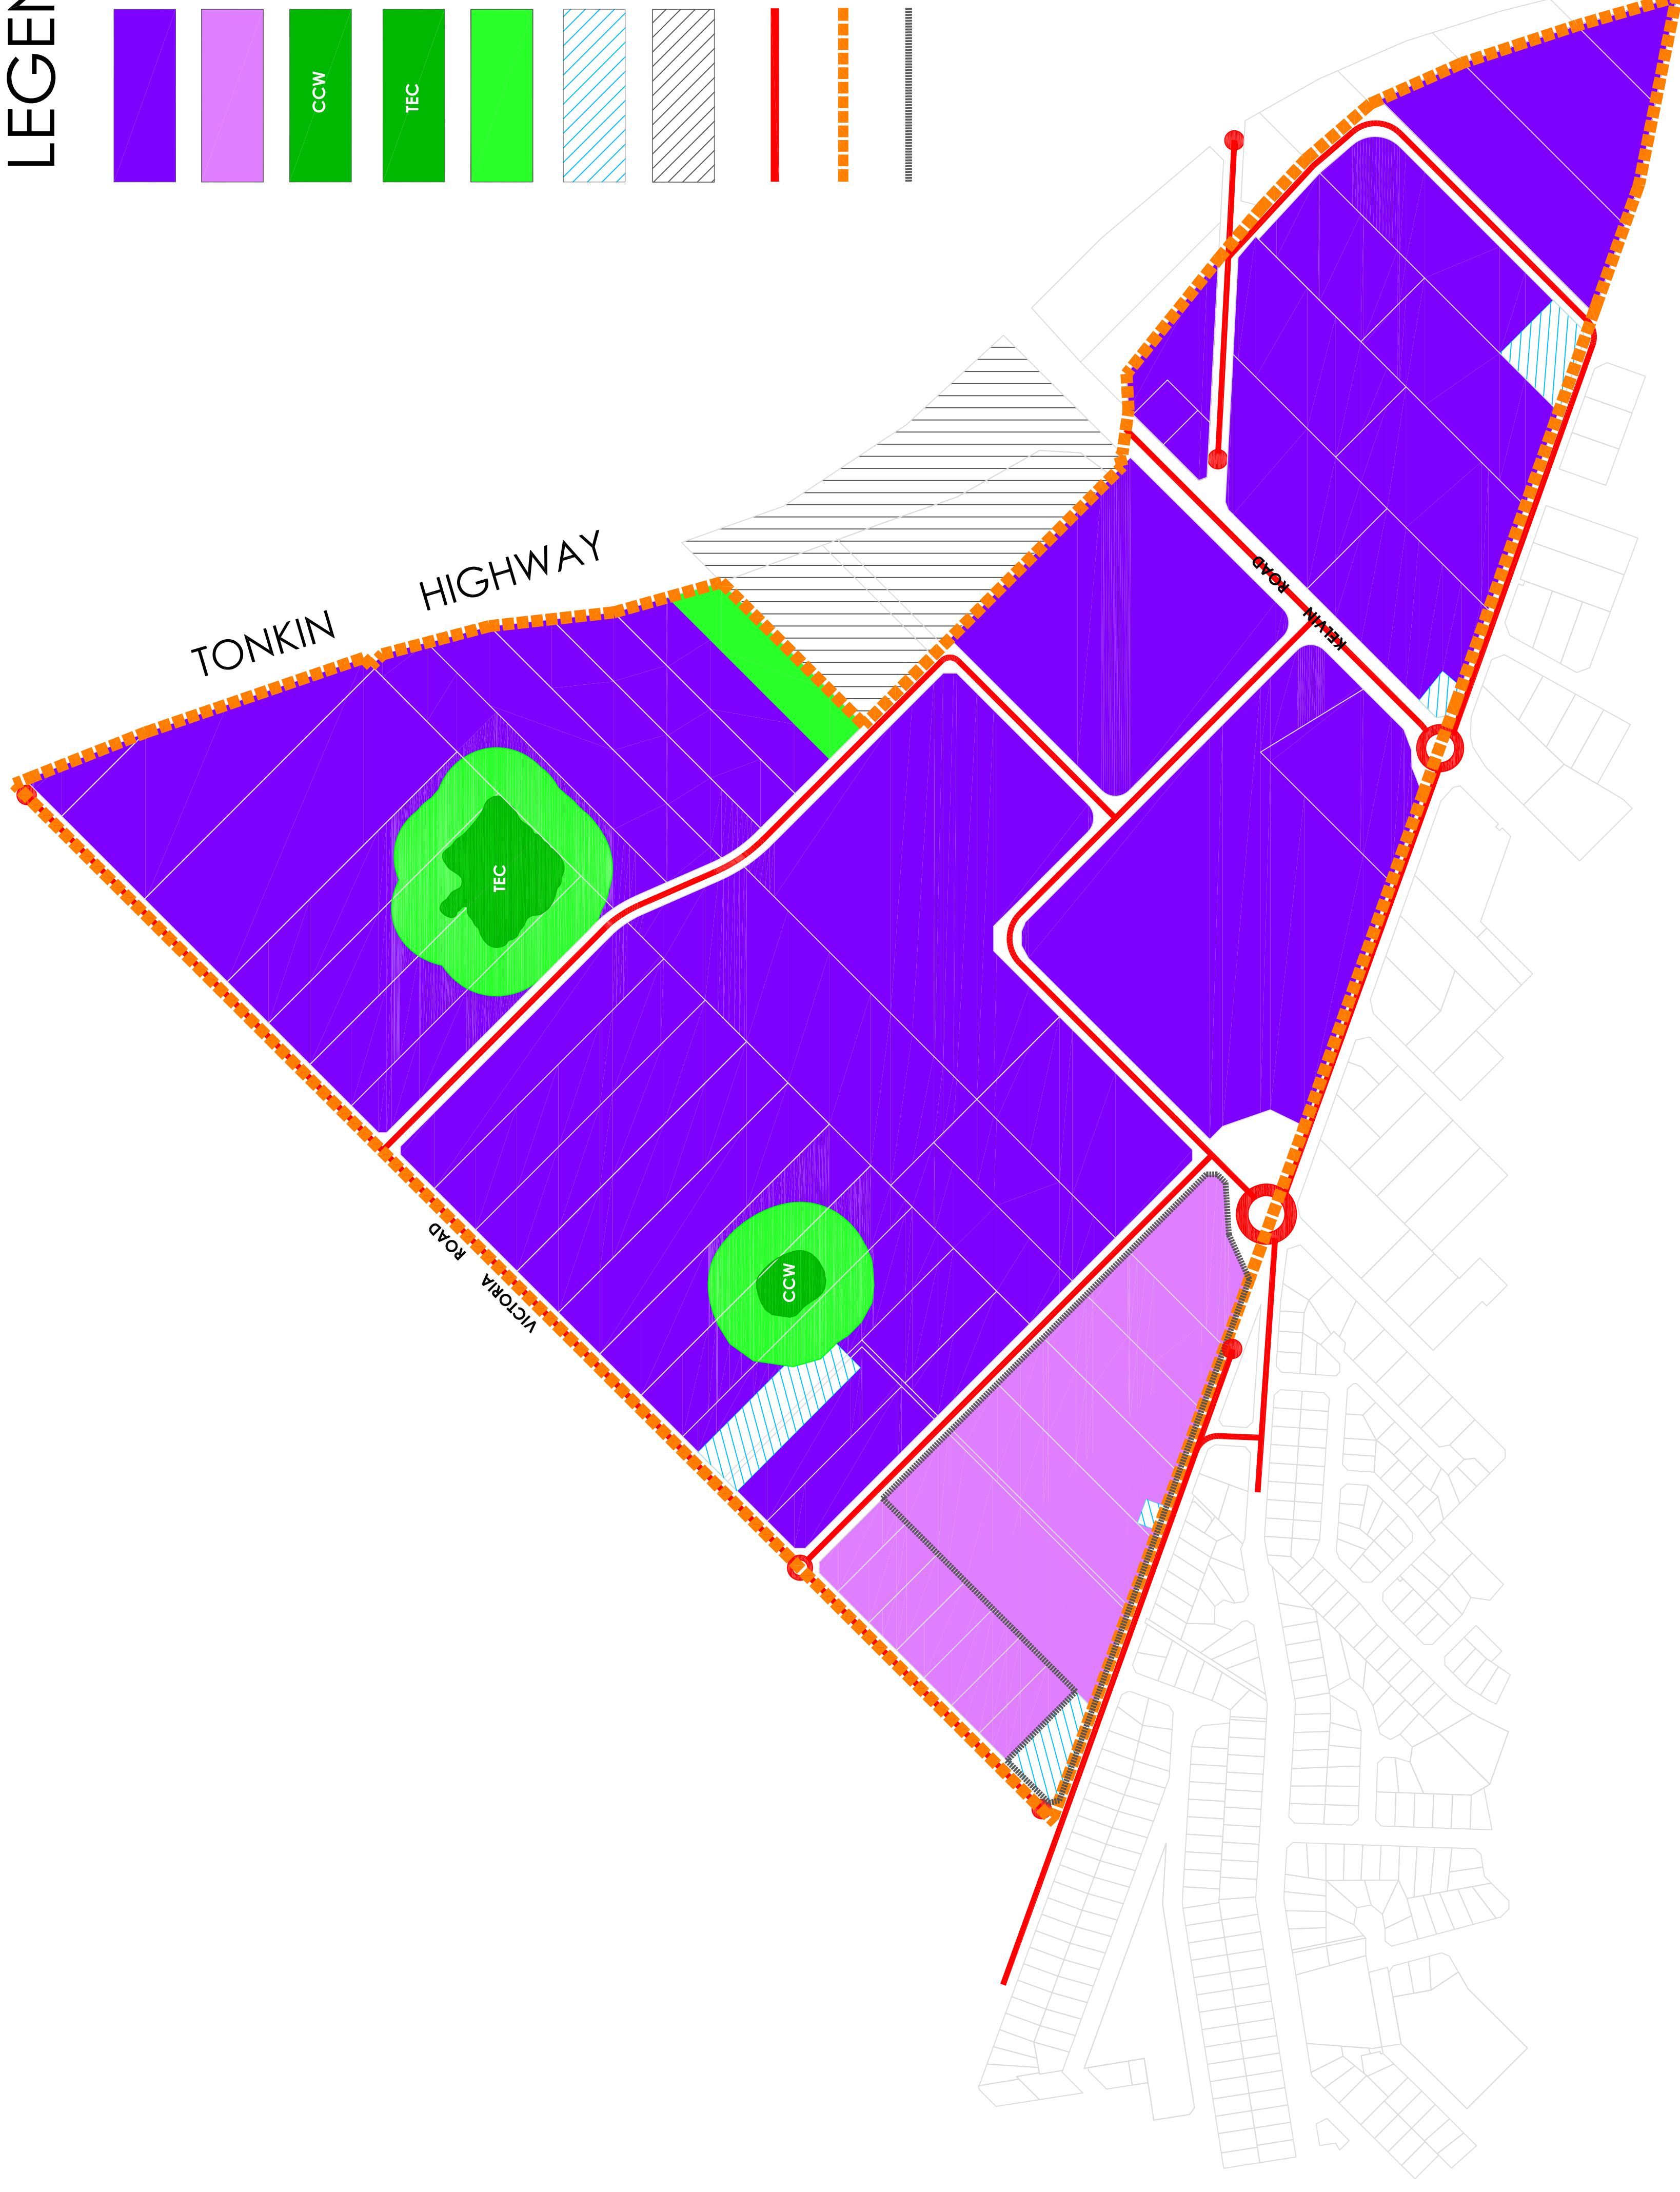 LEGEN
CCW
TEC
TONKIN HIGHWAY
KELVIN ROAD
TEC
VICTORIA ROAD
CCW